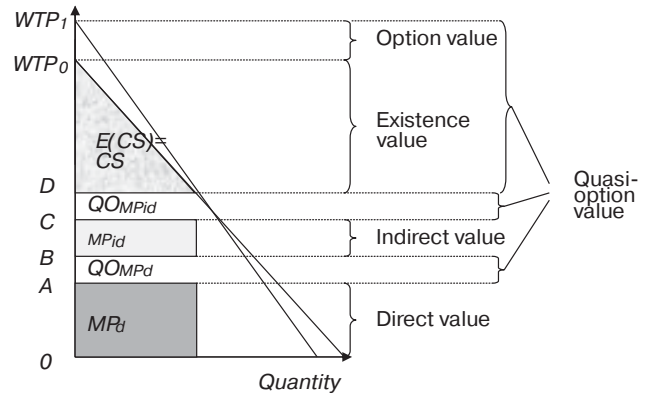 WTP1
Option value
WTP0
Existence
value
E(CS)=
CS
D
QOMPid
Quasi-
option
value
C
MPid
Indirect value
B
QOMPd
A
MPd
Direct value
0
Quantity